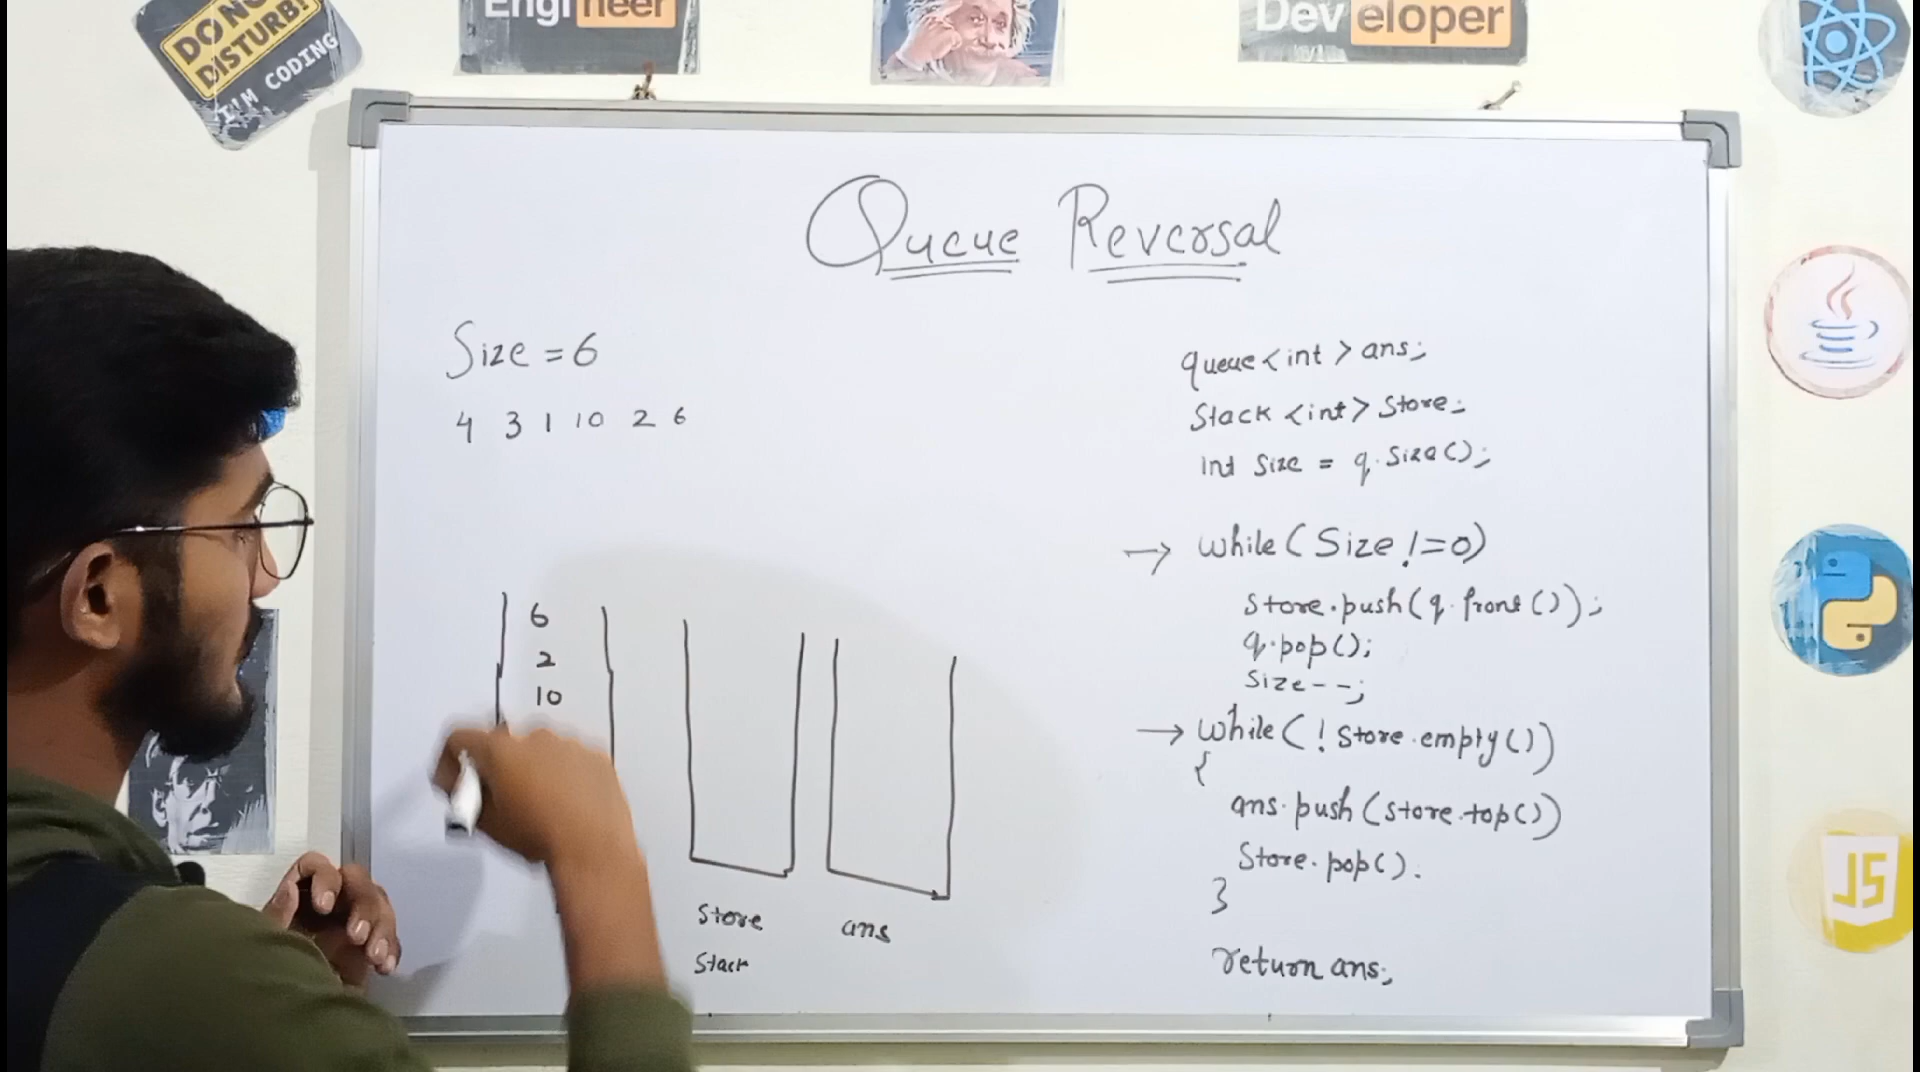 DON
DISTURB!
I'M CODING
Engineer
Developer
Queue Reversal
Size = 6
4 3 1 10 2 6
6
2
10
Store
Stack
ans
queue <int> ans;
Stack <int> Store;
int Size = q.Size();
→ while (Size != 0)
Store.push(q.front());
q.pop();
Size--;
→ while (! Store.empty())
{
ans.push(Store.top())
Store.pop().
}
return ans;
JS